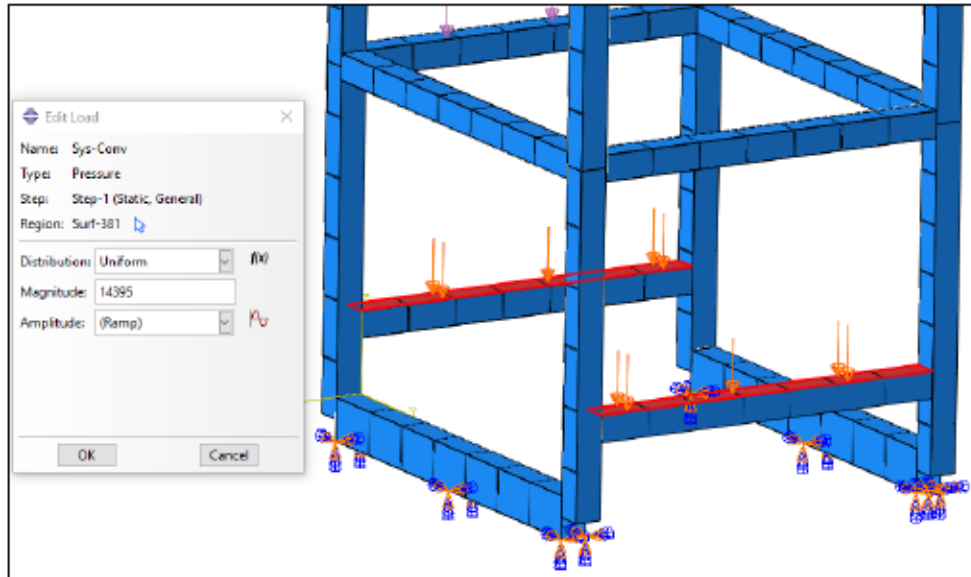 Edit Load
Name: Sys-Conv
Type: Pressure
Step: Step-1 (Static, General)
Region: Surf-381
Distribution: Uniform f(x)
Magnitude: 14395
Amplitude: (Ramp)
OK Cancel